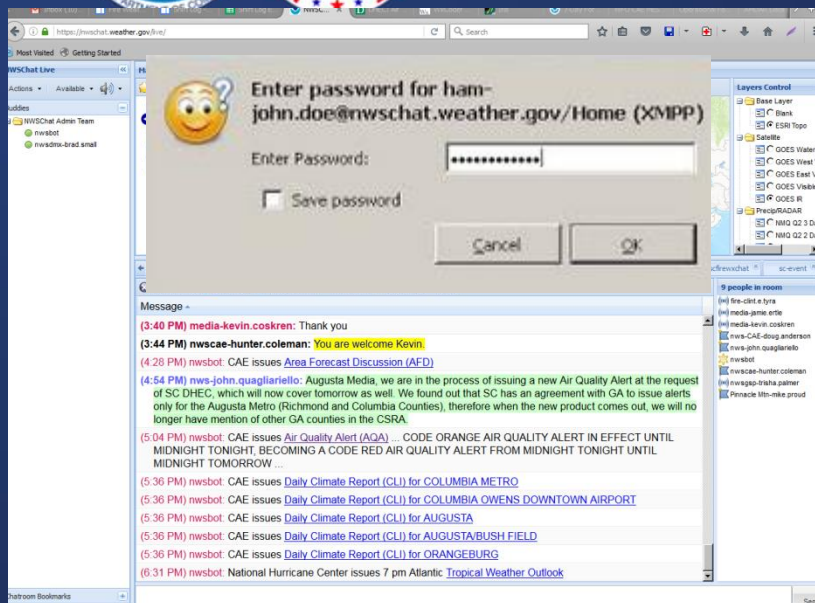 https://nwschat.weather.gov/live/
Search
Most Visited Getting Started
NWSChat Live
Actions Available
Buddies
NWSChat Admin Team
nwsbot
nwsdmx-brad.small
Enter password for ham-
john.doe@nwschat.weather.gov/Home (XMPP)
Enter Password:
Save password
Cancel OK
Layers Control
Base Layer
Blank
ESRI Topo
Satellite
GOES Water
GOES West
GOES East V
GOES Visible
GOES IR
Precip/RADAR
NMQ Q2 3 D
NMQ Q2 2 D
scfirewxchat sc-event
9 people in room
fire-clint.e.tyra
media-jamie.ertle
media-kevin.coskren
nws-CAE-doug.anderson
nws-john.quagliariello
nwsbot
nwscae-hunter.coleman
nwsgsp-trisha.palmer
Pinnacle Mtn-mike.proud
Message
(3:40 PM) media-kevin.coskren: Thank you
(3:44 PM) nwscae-hunter.coleman: You are welcome Kevin.
(4:28 PM) nwsbot: CAE issues Area Forecast Discussion (AFD)
(4:54 PM) nws-john.quagliariello: Augusta Media, we are in the process of issuing a new Air Quality Alert at the request
of SC DHEC, which will now cover tomorrow as well. We found out that SC has an agreement with GA to issue alerts
only for the Augusta Metro (Richmond and Columbia Counties), therefore when the new product comes out, we will no
longer have mention of other GA counties in the CSRA.
(5:04 PM) nwsbot: CAE issues Air Quality Alert (AQA) ... CODE ORANGE AIR QUALITY ALERT IN EFFECT UNTIL
MIDNIGHT TONIGHT, BECOMING A CODE RED AIR QUALITY ALERT FROM MIDNIGHT TONIGHT UNTIL
MIDNIGHT TOMORROW ...
(5:36 PM) nwsbot: CAE issues Daily Climate Report (CLI) for COLUMBIA METRO
(5:36 PM) nwsbot: CAE issues Daily Climate Report (CLI) for COLUMBIA OWENS DOWNTOWN AIRPORT
(5:36 PM) nwsbot: CAE issues Daily Climate Report (CLI) for AUGUSTA
(5:36 PM) nwsbot: CAE issues Daily Climate Report (CLI) for AUGUSTA/BUSH FIELD
(5:36 PM) nwsbot: CAE issues Daily Climate Report (CLI) for ORANGEBURG
(6:31 PM) nwsbot: National Hurricane Center issues 7 pm Atlantic Tropical Weather Outlook
Chatroom Bookmarks